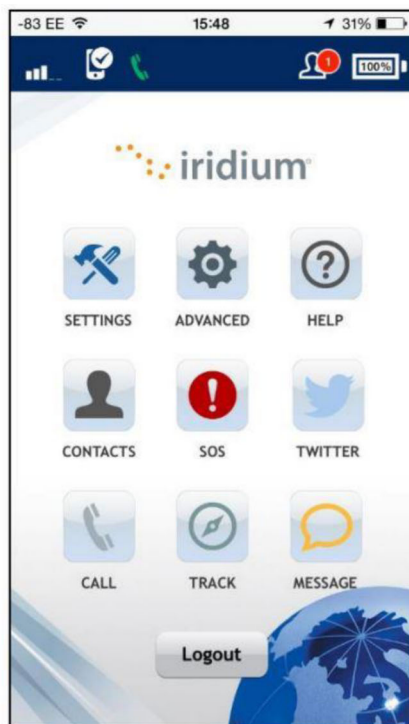 -83 EE 15:48 31%
1 100%
iridium
SETTINGS ADVANCED HELP
CONTACTS SOS TWITTER
CALL TRACK MESSAGE
Logout